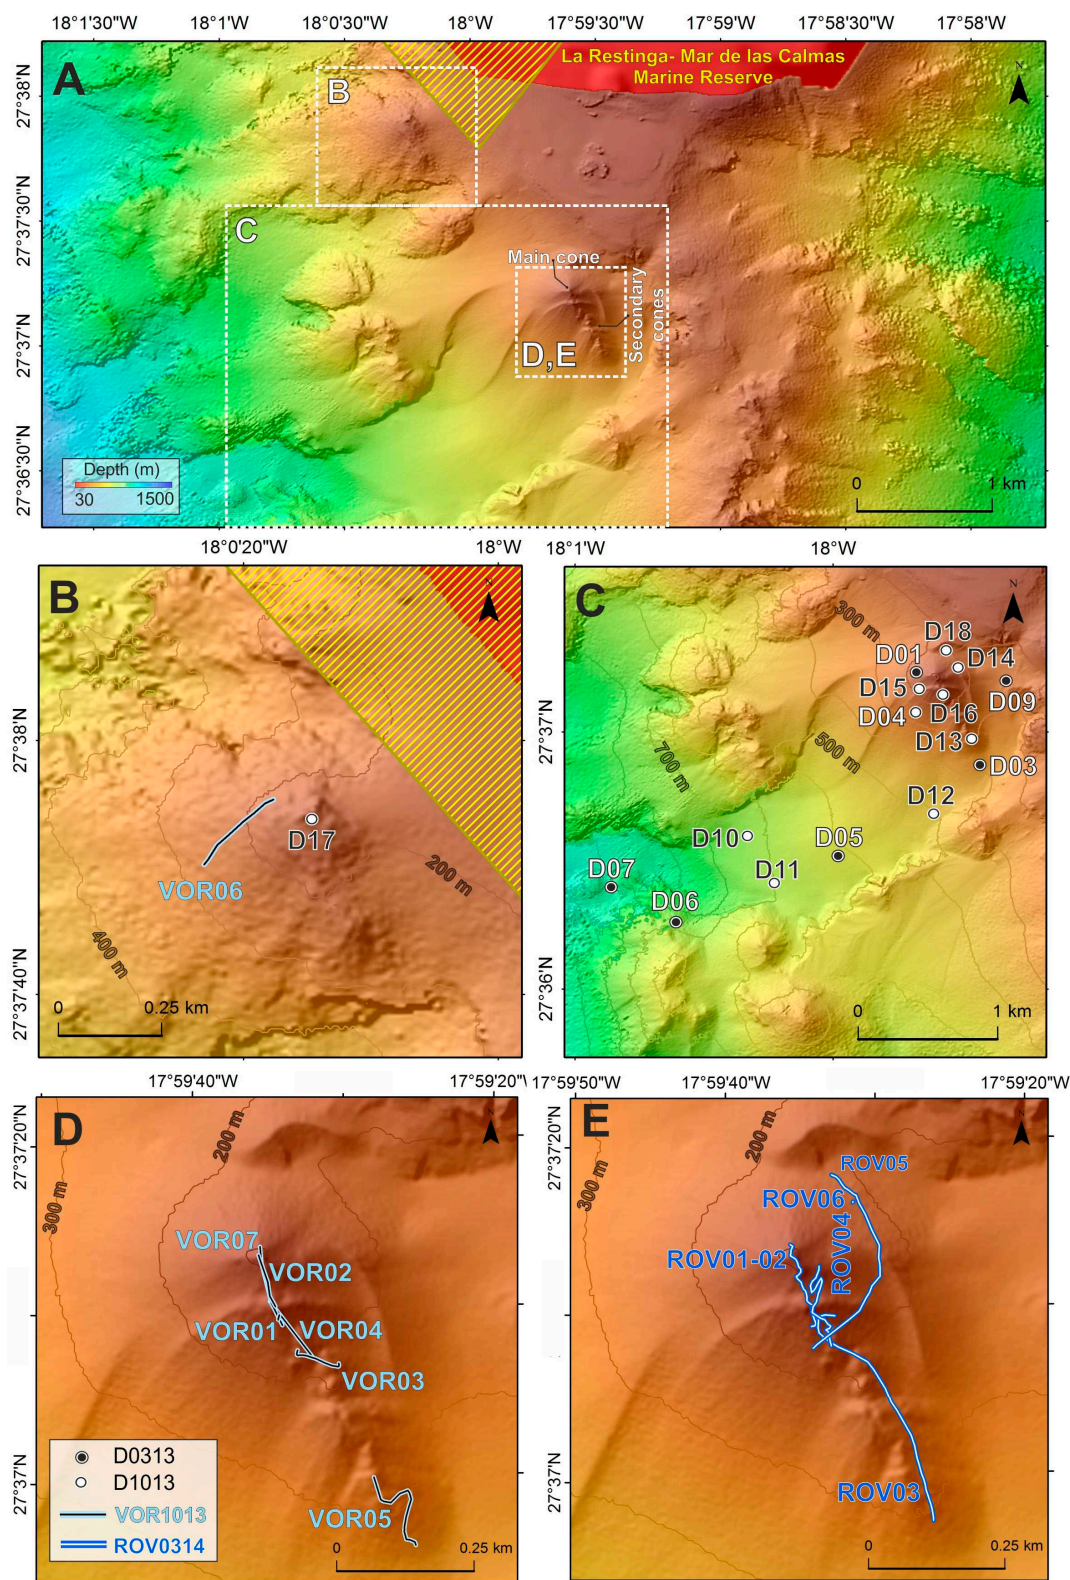 18°1'W
18°0'30"W
18°W
17°59'30"W
17°59'W
17°58'30"W
17°58'W
A
B
La Restinga- Mar de las Calmas
Marine Reserve
N
27°38'N
27°37'30"N
27°37'N
27°36'30"N
C
Main cone
Secondary
cones
D,E
Depth (m)
30 1500
0 1 km
18°0'20"W
18°W
B
N
27°38'N
27°37'40"N
D17
VOR06
200 m
400 m
0 0.25 km
18°1'W
18°W
C
N
27°37'N
27°36'N
300 m
D18
D01
D14
D15
D09
D04
D16
D13
500 m
700 m
D03
D12
D10
D05
D11
D07
D06
0 1 km
17°59'40"W
17°59'20"
D
N
27°37'20"N
27°37'N
200 m
300 m
VOR07
VOR02
VOR01
VOR04
VOR03
VOR05
D0313
D1013
VOR1013
ROV0314
0 0.25 km
17°59'50"W
17°59'40"W
17°59'20"W
E
N
27°37'20"N
27°37'N
200 m
300 m
ROV05
ROV06
ROV04
ROV01-02
ROV03
0 0.25 km